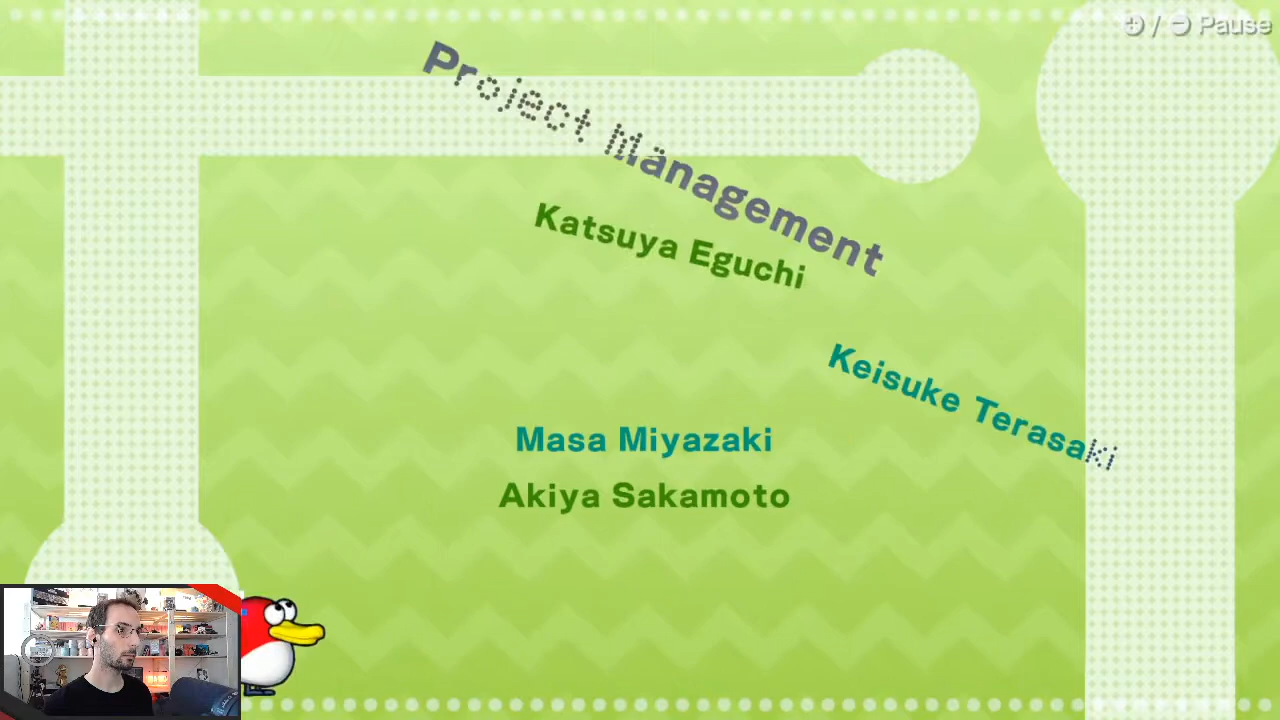 / Pause
Project Management
Katsuya Eguchi
Keisuke Terasaki
Masa Miyazaki
Akiya Sakamoto